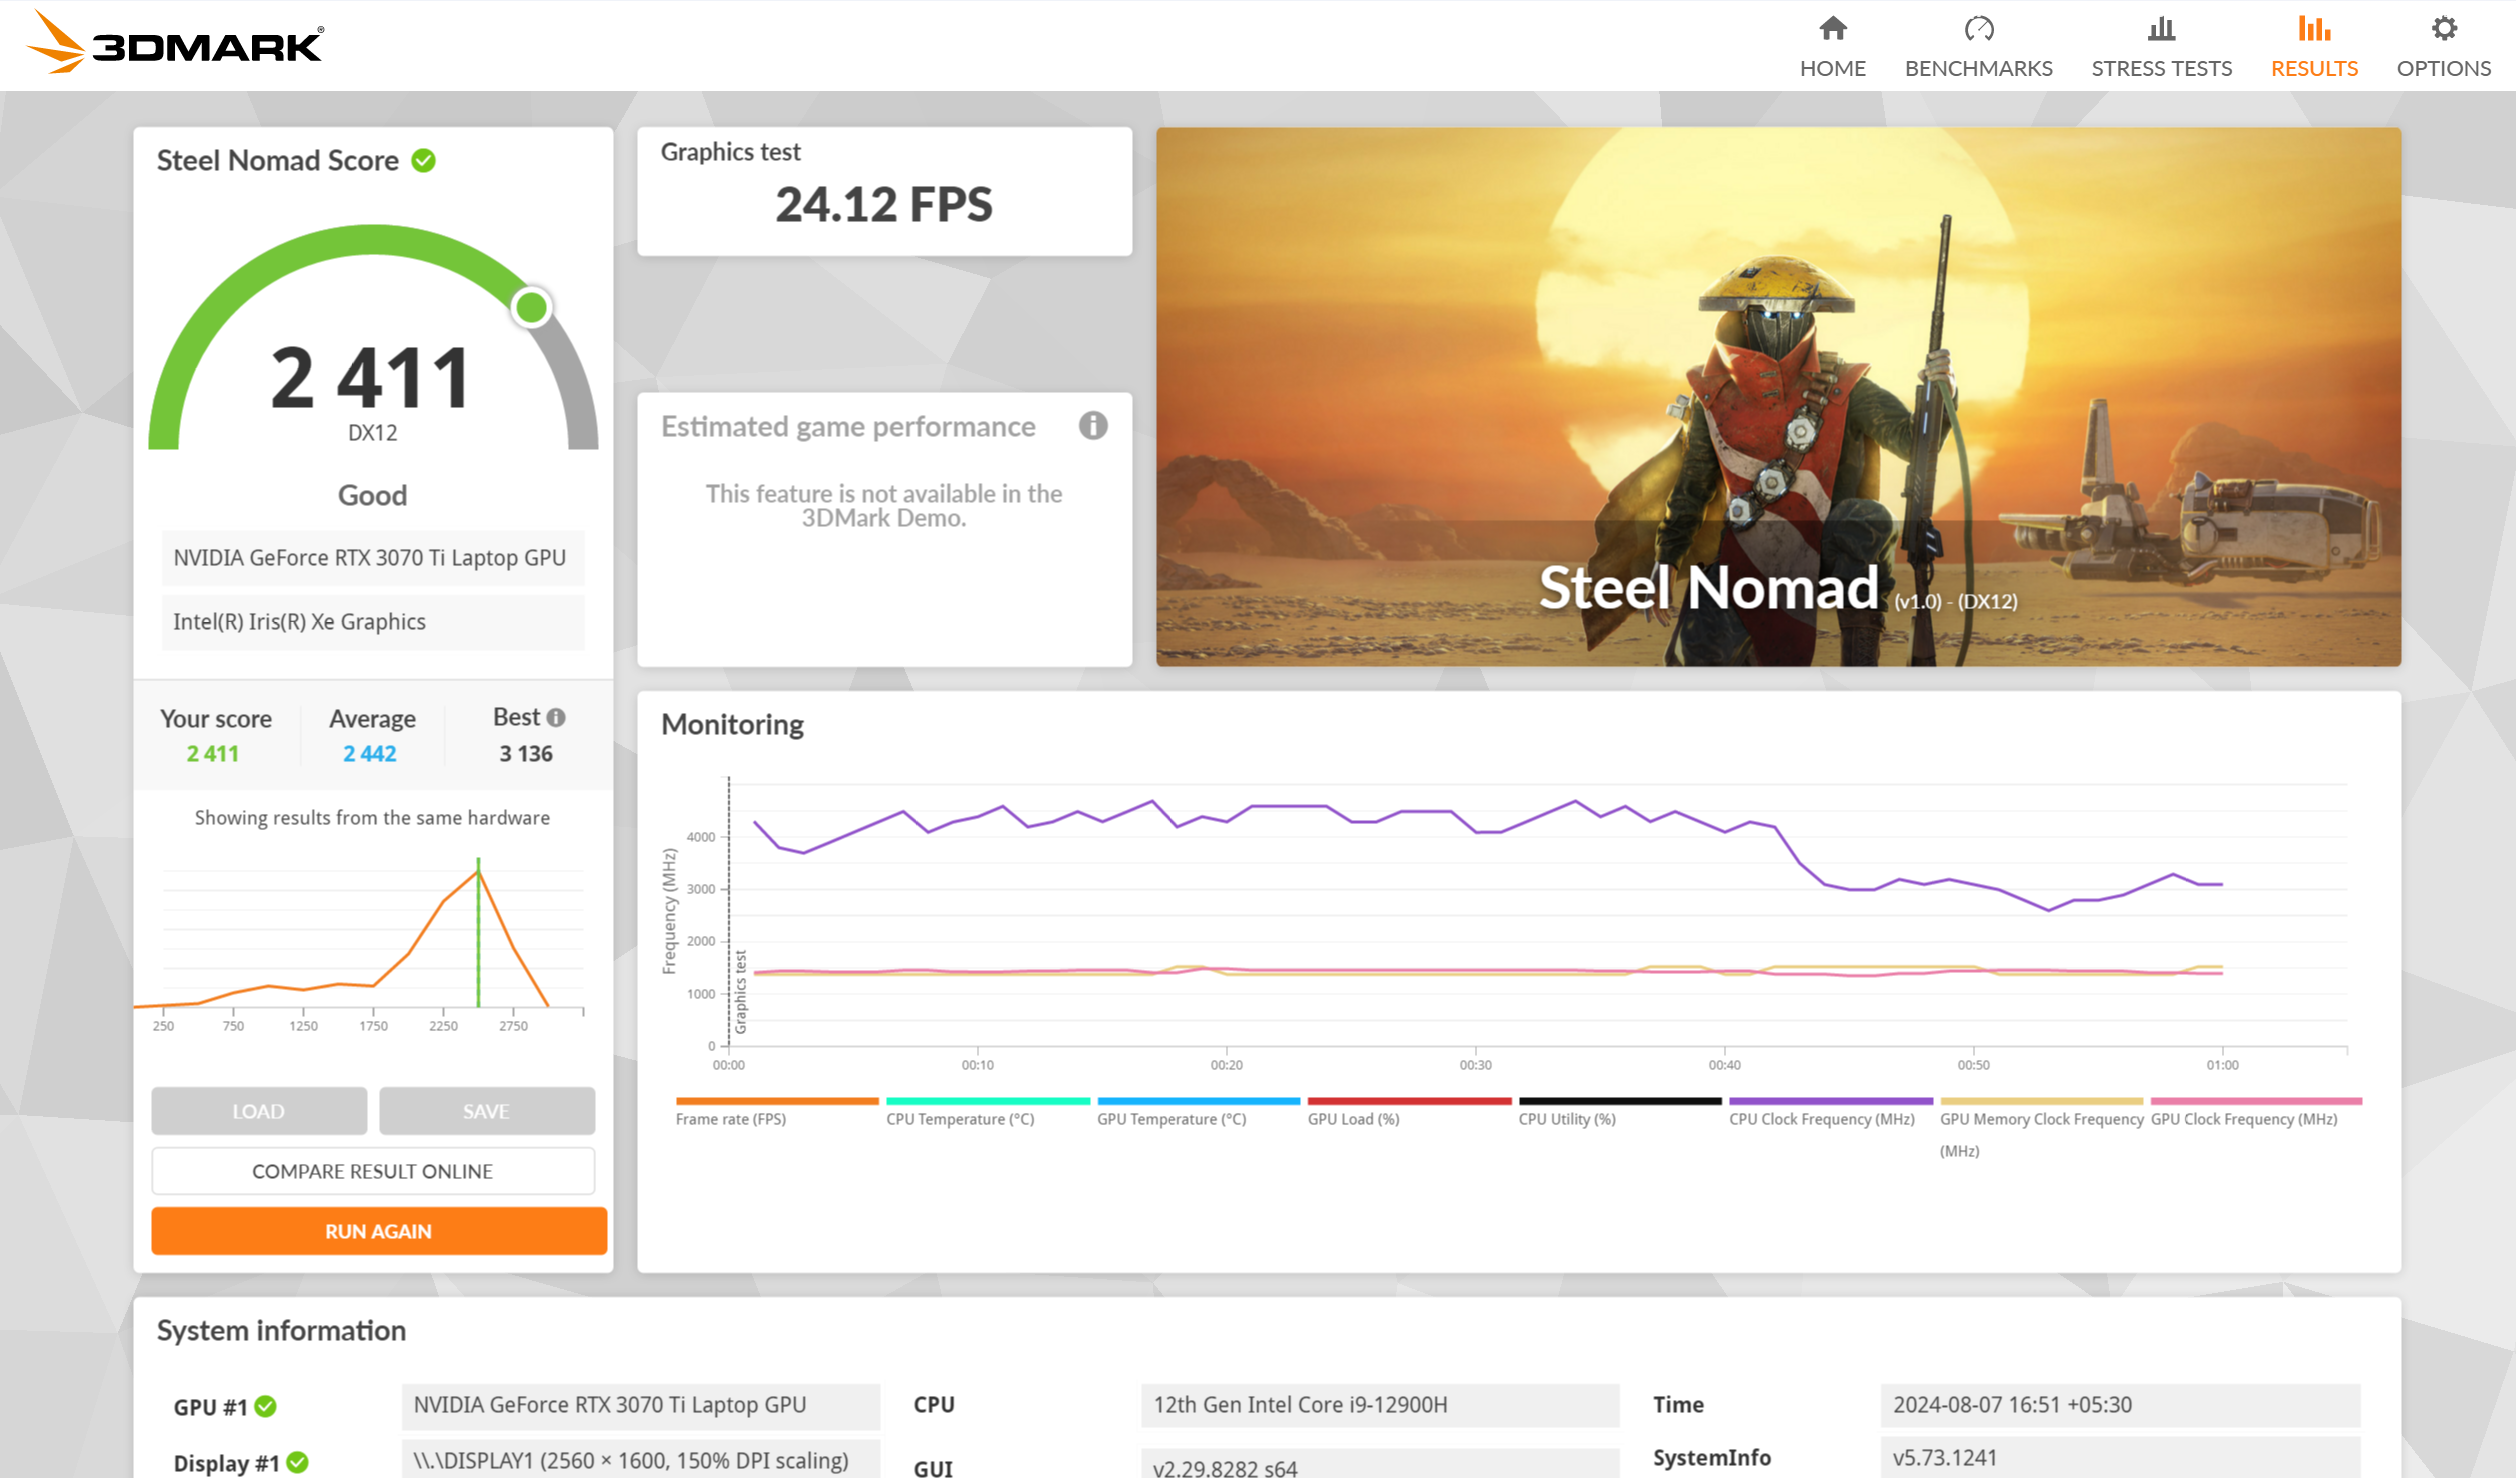 3DMARK®
HOME
BENCHMARKS
STRESS TESTS
RESULTS
OPTIONS
Steel Nomad Score
2 411
DX12
Good
NVIDIA GeForce RTX 3070 Ti Laptop GPU
Intel(R) Iris(R) Xe Graphics
Your score
2 411
Average
2 442
Best
3 136
Showing results from the same hardware
250 750 1250 1750 2250 2750
LOAD
SAVE
COMPARE RESULT ONLINE
RUN AGAIN
Graphics test
24.12 FPS
Estimated game performance
This feature is not available in the
3DMark Demo.
Steel Nomad (v1.0) - (DX12)
Monitoring
Frequency (MHz)
4000
3000
2000
1000
0
Graphics test
00:00 00:10 00:20 00:30 00:40 00:50 01:00
Frame rate (FPS)
CPU Temperature (°C)
GPU Temperature (°C)
GPU Load (%)
CPU Utility (%)
CPU Clock Frequency (MHz)
GPU Memory Clock Frequency
(MHz)
GPU Clock Frequency (MHz)
System information
GPU #1
NVIDIA GeForce RTX 3070 Ti Laptop GPU
Display #1
\\.\DISPLAY1 (2560 × 1600, 150% DPI scaling)
CPU
12th Gen Intel Core i9-12900H
GUI
v2.29.8282 s64
Time
2024-08-07 16:51 +05:30
SystemInfo
v5.73.1241